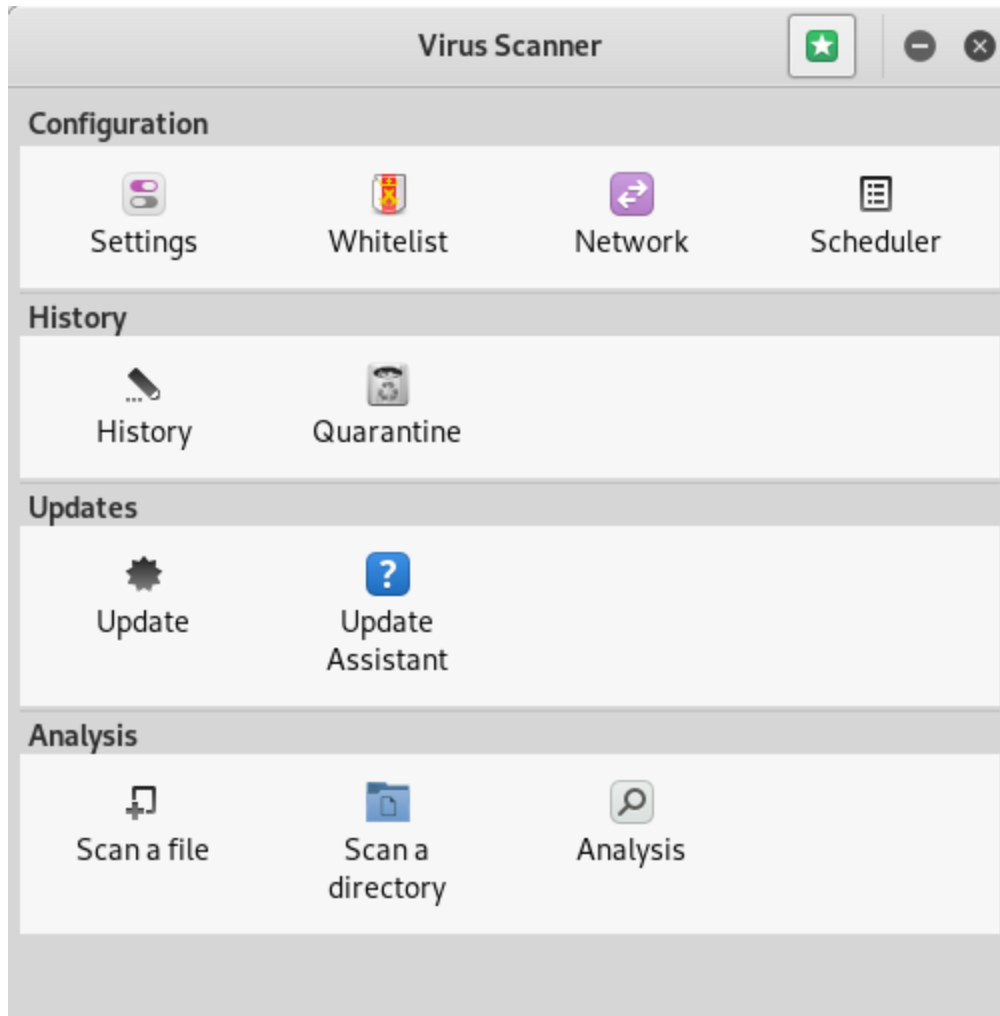 Virus Scanner
Configuration
Settings Whitelist Network Scheduler
History
History Quarantine
Updates
Update Update
Assistant
Analysis
Scan a file Scan a Analysis
directory